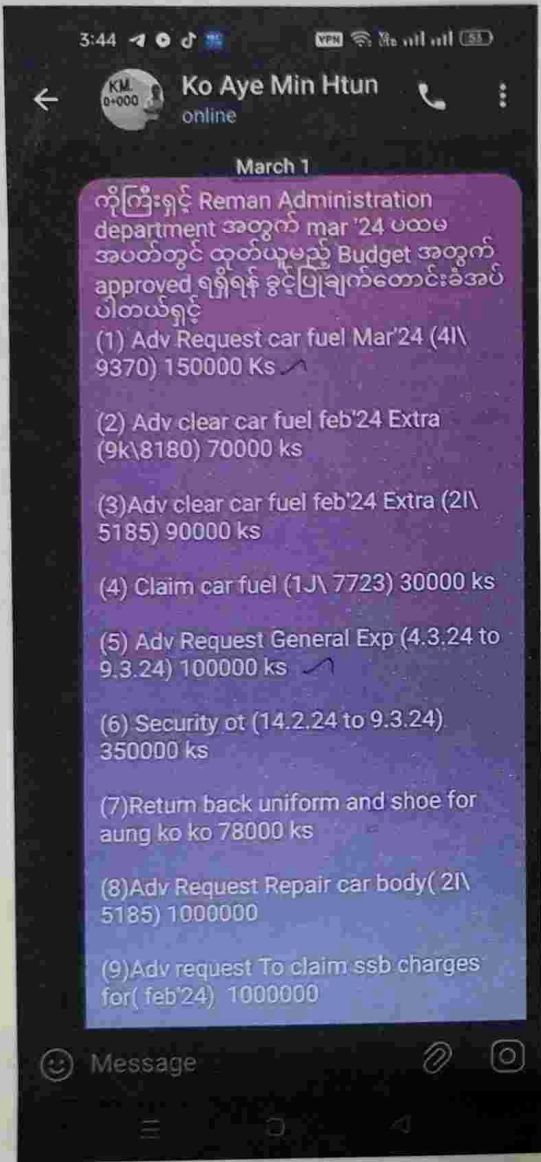 3:44
VPN 53
KM.
0+000
Ko Aye Min Htun
online
March 1
ကိုကြီးရှင့် Reman Administration
department အတွက် mar '24 ပထမ
အပတ်တွင် ထုတ်ယူမည့် Budget အတွက်
approved ရရှိရန် ခွင့်ပြုချက်တောင်းခံအပ်
ပါတယ်ရှင့်
(1) Adv Request car fuel Mar'24 (4I\
9370) 150000 Ks
(2) Adv clear car fuel feb'24 Extra
(9k\8180) 70000 ks
(3)Adv clear car fuel feb'24 Extra (2I\
5185) 90000 ks
(4) Claim car fuel (1J\ 7723) 30000 ks
(5) Adv Request General Exp (4.3.24 to
9.3.24) 100000 ks
(6) Security ot (14.2.24 to 9.3.24)
350000 ks
(7)Return back uniform and shoe for
aung ko ko 78000 ks
(8)Adv Request Repair car body( 2I\
5185) 1000000
(9)Adv request To claim ssb charges
for( feb'24) 1000000
Message